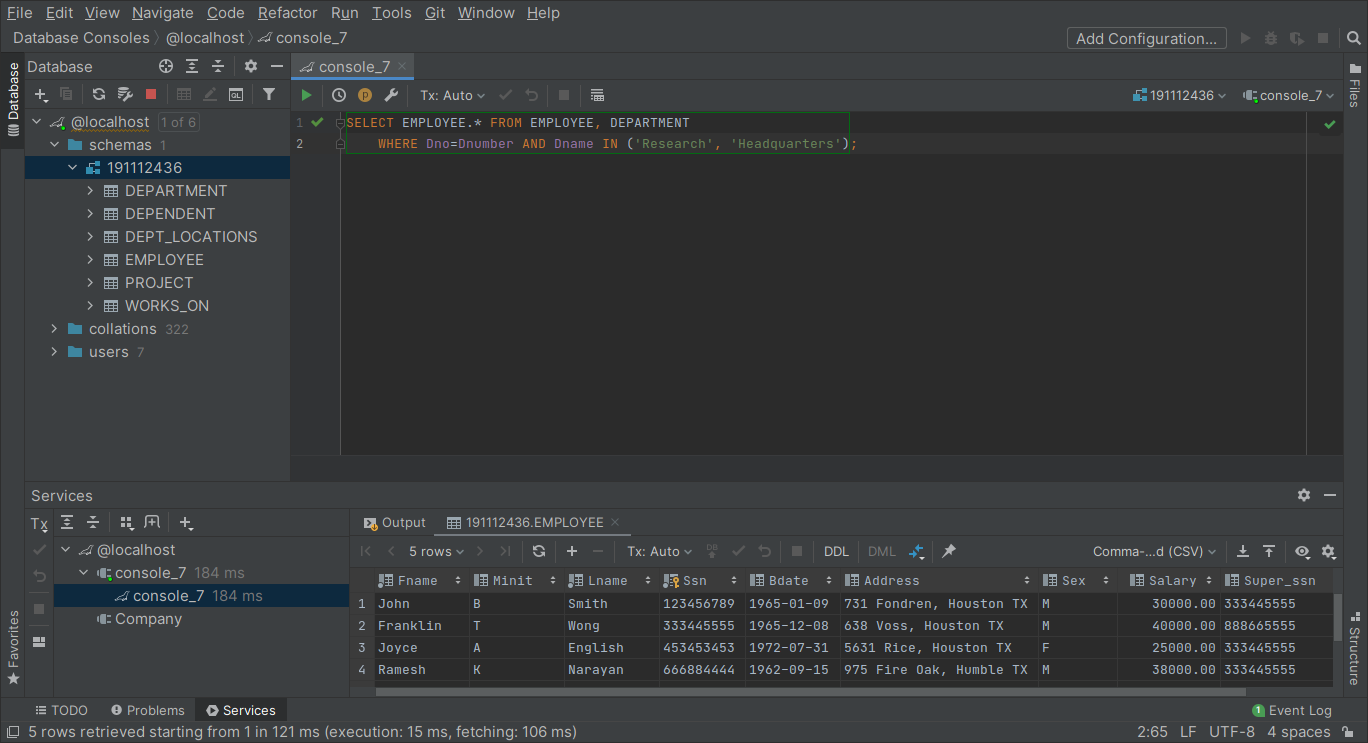 File Edit View Navigate Code Refactor Run Tools Git Window Help
Database Consoles @localhost console_7 Add Configuration...
Database
Database
console_7
Files
Tx: Auto 191112436 console_7
@localhost 1 of 6
schemas 1
191112436
DEPARTMENT
DEPENDENT
DEPT_LOCATIONS
EMPLOYEE
PROJECT
WORKS_ON
collations 322
users 7
1 SELECT EMPLOYEE.* FROM EMPLOYEE, DEPARTMENT
2 WHERE Dno=Dnumber AND Dname IN ('Research', 'Headquarters');
Services
Tx
@localhost
console_7 184 ms
console_7 184 ms
Company
Output 191112436.EMPLOYEE
5 rows Tx: Auto DB DDL DML Comma-...d (CSV)
Fname Minit Lname Ssn Bdate Address Sex Salary Super_ssn
1 John B Smith 123456789 1965-01-09 731 Fondren, Houston TX M 30000.00 333445555
2 Franklin T Wong 333445555 1965-12-08 638 Voss, Houston TX M 40000.00 888665555
3 Joyce A English 453453453 1972-07-31 5631 Rice, Houston TX F 25000.00 333445555
4 Ramesh K Narayan 666884444 1962-09-15 975 Fire Oak, Humble TX M 38000.00 333445555
Favorites
Structure
TODO Problems Services 1 Event Log
5 rows retrieved starting from 1 in 121 ms (execution: 15 ms, fetching: 106 ms) 2:65 LF UTF-8 4 spaces